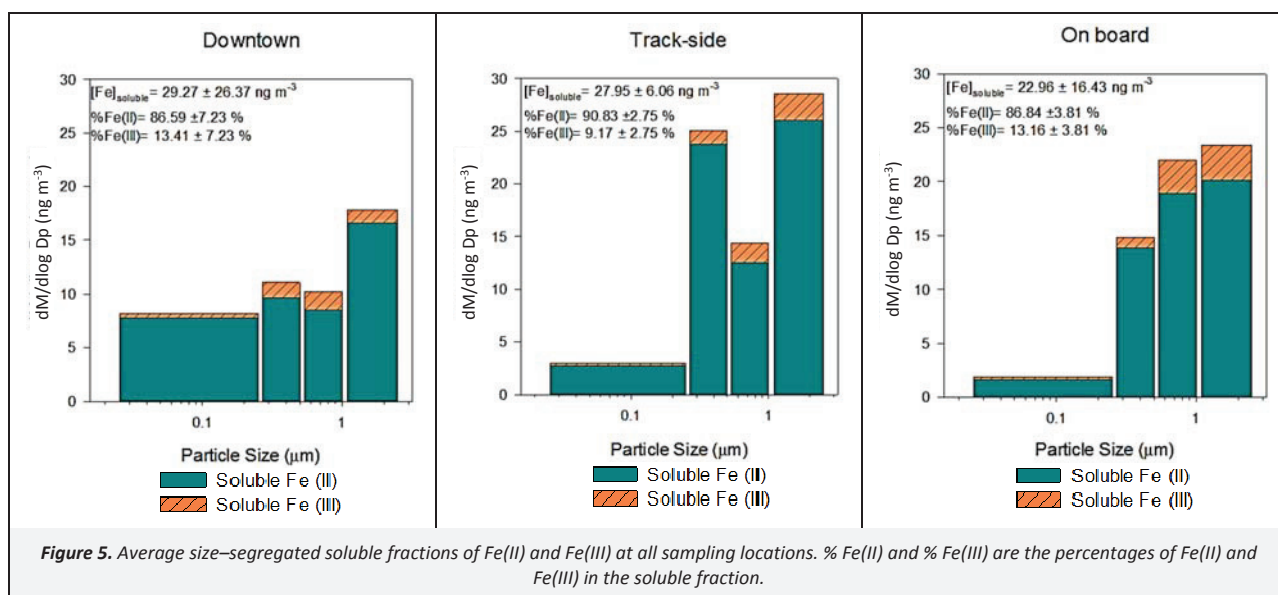 Downtown
30
[Fe]soluble= 29.27 ± 26.37 ng m-3
%Fe(II)= 86.59 ±7.23 %
%Fe(III)= 13.41 ± 7.23 %
25
20
15
10
5
0
dM/dlog Dp (ng m-3)
0.1 1
Particle Size (µm)
Soluble Fe (II)
Soluble Fe (III)
Track-side
30
[Fe]soluble= 27.95 ± 6.06 ng m-3
%Fe(II)= 90.83 ±2.75 %
%Fe(III)= 9.17 ± 2.75 %
25
20
15
10
5
0
dM/dlog Dp (ng m-3)
0.1 1
Particle Size (µm)
Soluble Fe (II)
Soluble Fe (III)
On board
30
[Fe]soluble= 22.96 ± 16.43 ng m-3
%Fe(II)= 86.84 ±3.81 %
%Fe(III)= 13.16 ± 3.81 %
25
20
15
10
5
0
dM/dlog Dp (ng m-3)
0.1 1
Particle Size (µm)
Soluble Fe (II)
Soluble Fe (III)
Figure 5. Average size–segregated soluble fractions of Fe(II) and Fe(III) at all sampling locations. % Fe(II) and % Fe(III) are the percentages of Fe(II) and
Fe(III) in the soluble fraction.